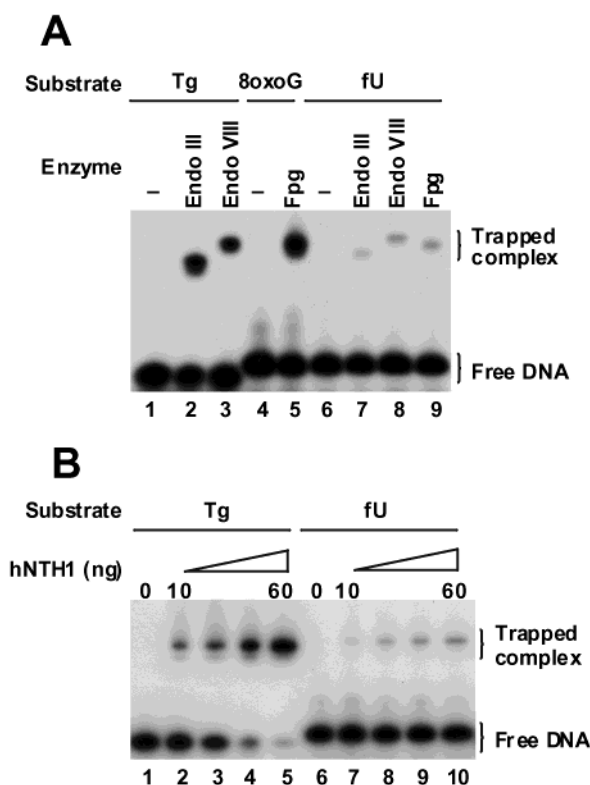 A
Substrate Tg 8oxoG fU
Enzyme – Endo III Endo VIII – Fpg – Endo III Endo VIII Fpg
Trapped
complex
Free DNA
1 2 3 4 5 6 7 8 9
B
Substrate Tg fU
hNTH1 (ng)
0 10 60 0 10 60
Trapped
complex
Free DNA
1 2 3 4 5 6 7 8 9 10